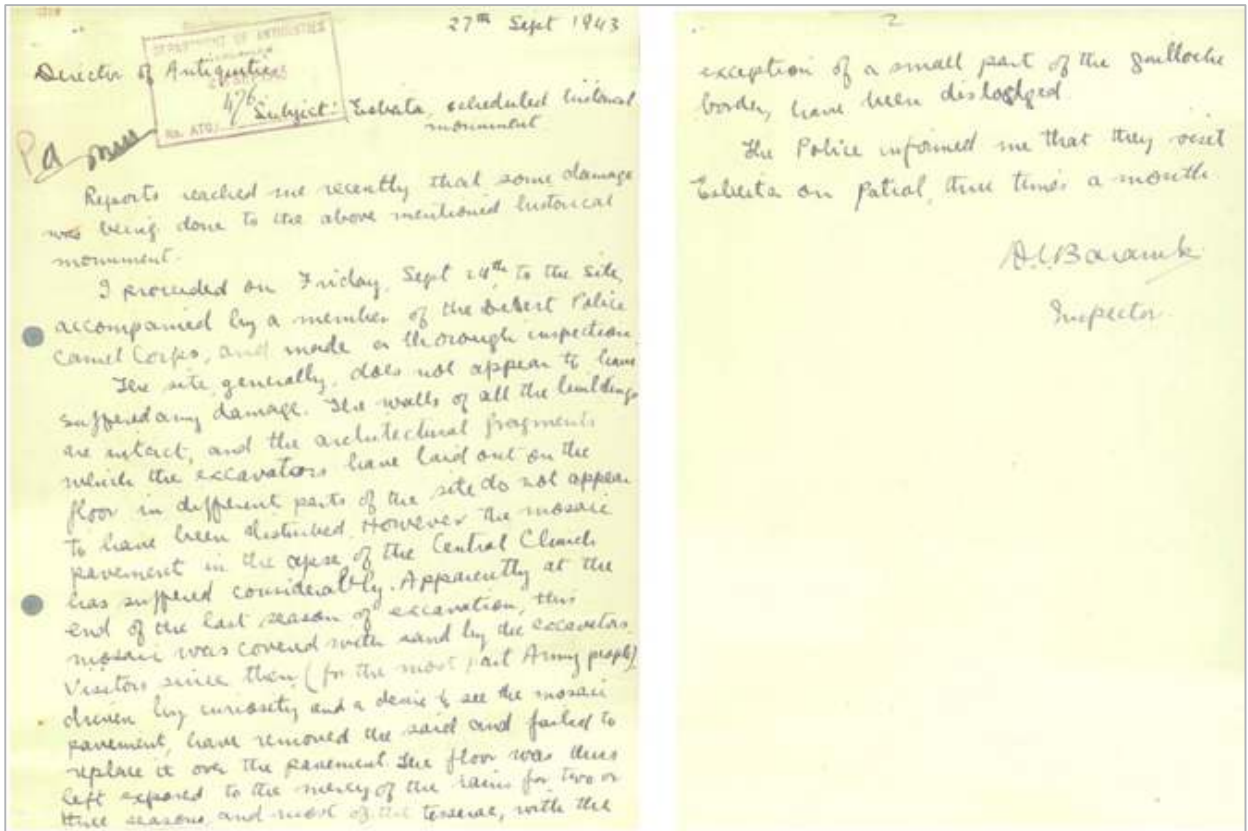 27th Sept 1943
DEPARTMENT OF ANTIQUITIES
Director of Antiquities
476
No. ATQ/
Subject: Esbeita, scheduled historical
monument
Reports reached me recently that some damage
was being done to the above mentioned historical
monument.
I proceeded on Friday, Sept 24th to the site,
accompanied by a member of the Desert Police
Camel Corps, and made a thorough inspection.
The site, generally, does not appear to have
suffered any damage. The walls of all the buildings
are intact, and the architectural fragments
which the excavators have laid out on the
floor in different parts of the site do not appear
to have been disturbed. However the mosaic
pavement in the apse of the Central Church
has suffered considerably. Apparently at the
end of the last season of excavation, this
mosaic was covered with sand by the excavators.
Visitors since then (for the most part Army people)
driven by curiosity and a desire to see the mosaic
pavement, have removed the sand and failed to
replace it over the pavement. The floor was thus
left exposed to the mercy of the rains for two or
three seasons, and most of the tesserae, with the
2
exception of a small part of the guilloche
border, have been dislodged.
The Police informed me that they visit
Esbeita on Patrol, three times a month.
D.C. Baramki
Inspector